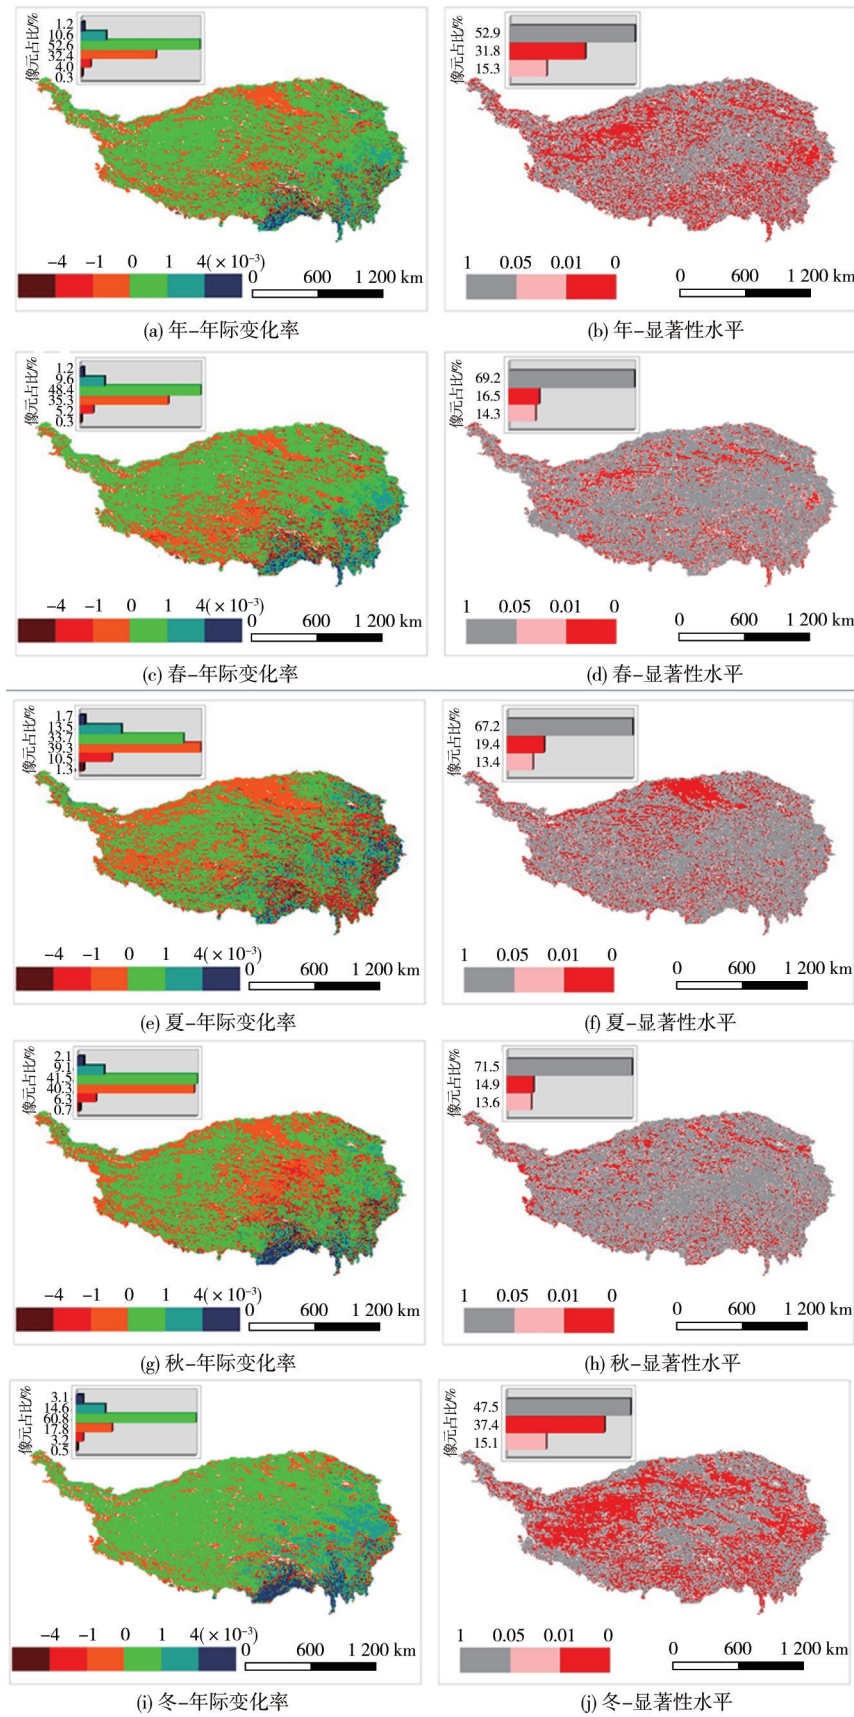 像元占比/%
1.2
10.6
52.6
32.4
4.0
0.3
-4 -1 0 1 4(×10⁻³) 0 600 1 200 km
(a) 年-年际变化率
像元占比/%
52.9
31.8
15.3
1 0.05 0.01 0 0 600 1 200 km
(b) 年-显著性水平
像元占比/%
1.2
9.6
48.4
35.3
5.2
0.3
-4 -1 0 1 4(×10⁻³) 0 600 1 200 km
(c) 春-年际变化率
像元占比/%
69.2
16.5
14.3
1 0.05 0.01 0 0 600 1 200 km
(d) 春-显著性水平
像元占比/%
1.7
13.5
33.7
39.3
10.5
1.3
-4 -1 0 1 4(×10⁻³) 0 600 1 200 km
(e) 夏-年际变化率
像元占比/%
67.2
19.4
13.4
1 0.05 0.01 0 0 600 1 200 km
(f) 夏-显著性水平
像元占比/%
2.1
9.1
41.5
40.3
6.3
0.7
-4 -1 0 1 4(×10⁻³) 0 600 1 200 km
(g) 秋-年际变化率
像元占比/%
71.5
14.9
13.6
1 0.05 0.01 0 0 600 1 200 km
(h) 秋-显著性水平
像元占比/%
3.1
14.6
60.8
17.8
3.2
0.5
-4 -1 0 1 4(×10⁻³) 0 600 1 200 km
(i) 冬-年际变化率
像元占比/%
47.5
37.4
15.1
1 0.05 0.01 0 0 600 1 200 km
(j) 冬-显著性水平